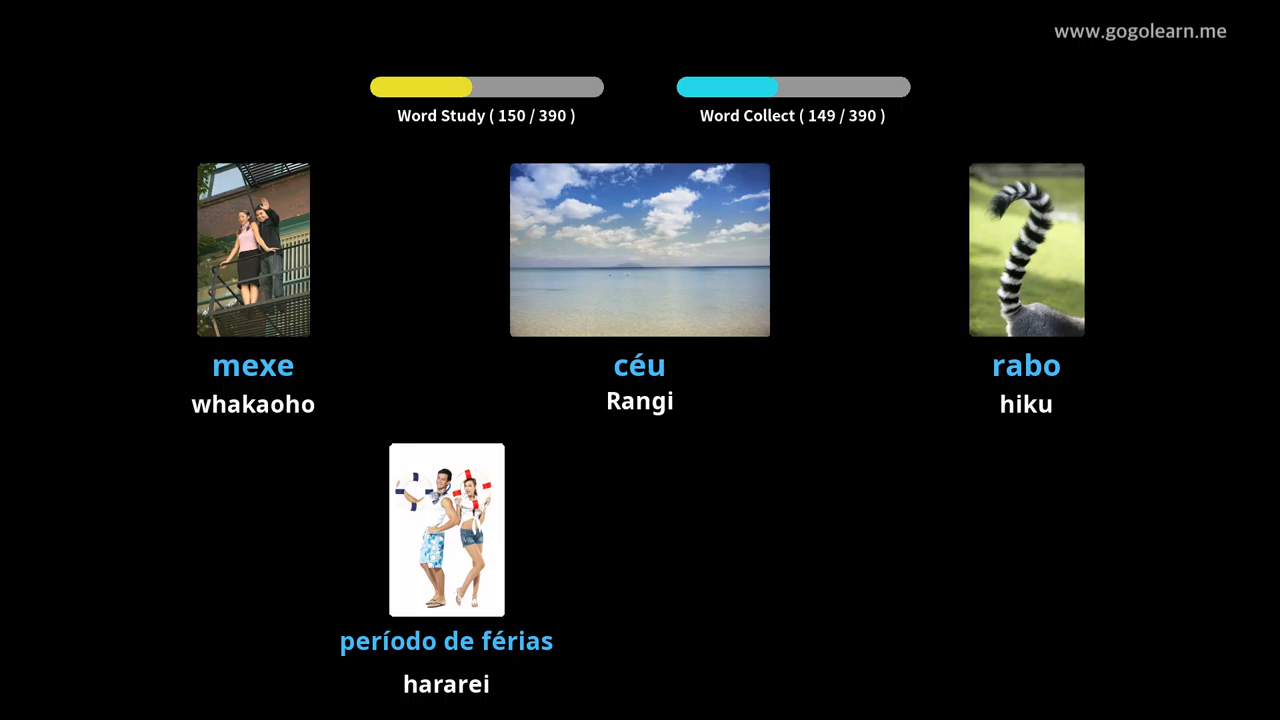 www.gogolearn.me
Word Study ( 150 / 390 )
Word Collect ( 149 / 390 )
mexe
whakaoho
céu
Rangi
rabo
hiku
período de férias
hararei